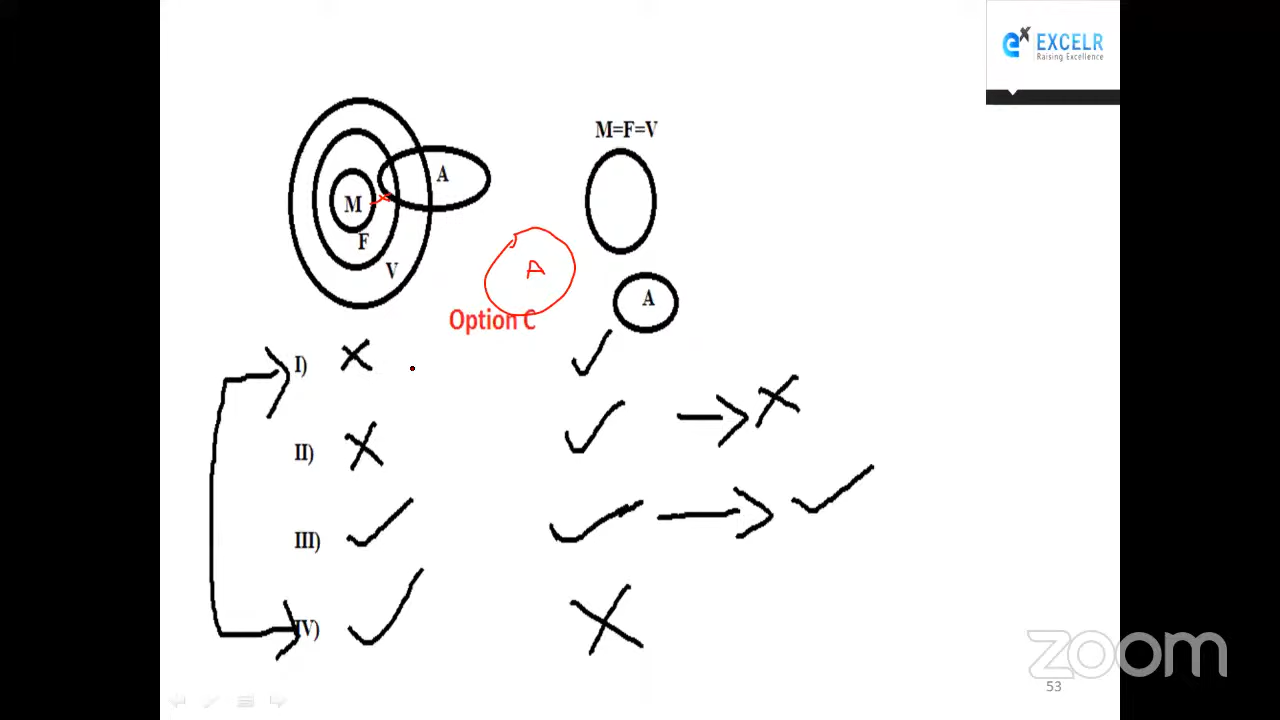 EXCELR
Raising Excellence
M=F=V
A
M
F
V
A
A
Option C
I)
II)
III)
IV)
zoom
53